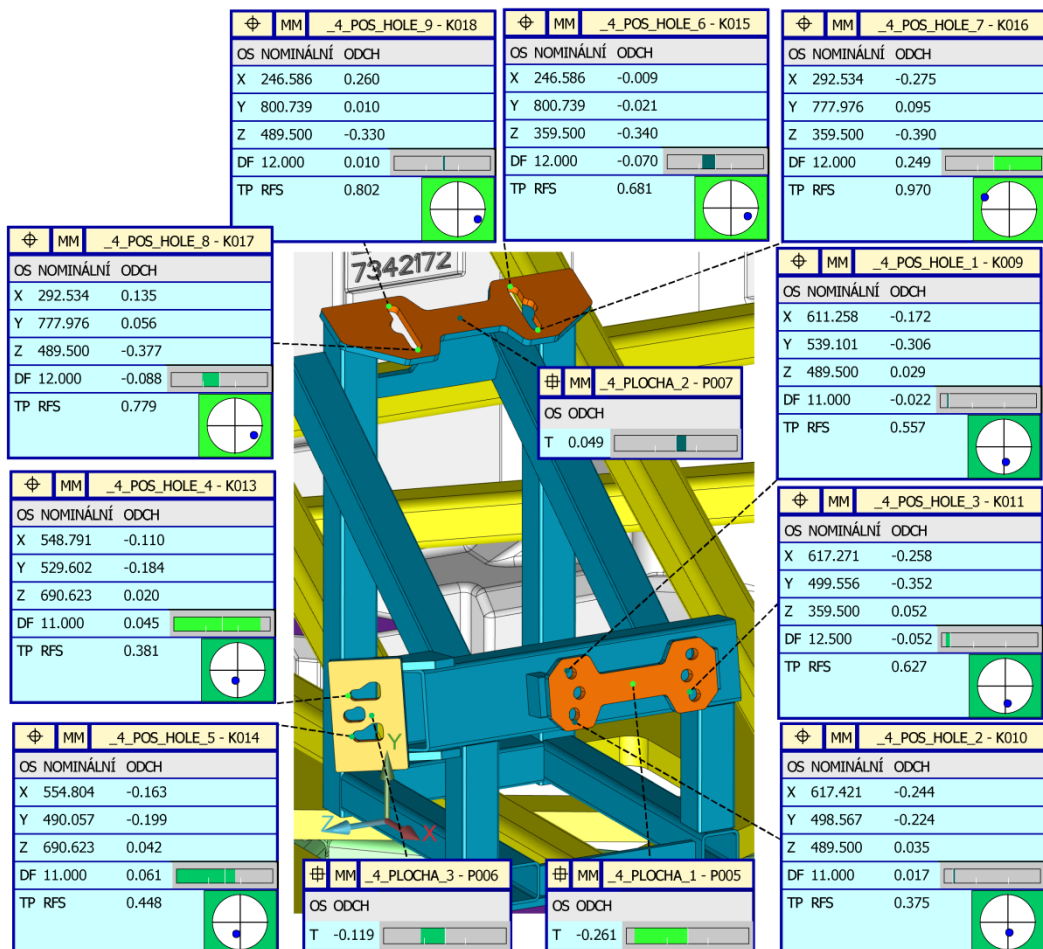 ⌖ MM _4_POS_HOLE_9 - K018
OS NOMINÁLNÍ ODCH
X 246.586 0.260
Y 800.739 0.010
Z 489.500 -0.330
DF 12.000 0.010
TP RFS 0.802
⌖ MM _4_POS_HOLE_6 - K015
OS NOMINÁLNÍ ODCH
X 246.586 -0.009
Y 800.739 -0.021
Z 359.500 -0.340
DF 12.000 -0.070
TP RFS 0.681
⌖ MM _4_POS_HOLE_7 - K016
OS NOMINÁLNÍ ODCH
X 292.534 -0.275
Y 777.976 0.095
Z 359.500 -0.390
DF 12.000 0.249
TP RFS 0.970
⌖ MM _4_POS_HOLE_8 - K017
OS NOMINÁLNÍ ODCH
X 292.534 0.135
Y 777.976 0.056
Z 489.500 -0.377
DF 12.000 -0.088
TP RFS 0.779
7342172
⌖ MM _4_POS_HOLE_1 - K009
OS NOMINÁLNÍ ODCH
X 611.258 -0.172
Y 539.101 -0.306
Z 489.500 0.029
DF 11.000 -0.022
TP RFS 0.557
MM _4_PLOCHA_2 - P007
OS ODCH
T 0.049
⌖ MM _4_POS_HOLE_4 - K013
OS NOMINÁLNÍ ODCH
X 548.791 -0.110
Y 529.602 -0.184
Z 690.623 0.020
DF 11.000 0.045
TP RFS 0.381
⌖ MM _4_POS_HOLE_3 - K011
OS NOMINÁLNÍ ODCH
X 617.271 -0.258
Y 499.556 -0.352
Z 359.500 0.052
DF 12.500 -0.052
TP RFS 0.627
⌖ MM _4_POS_HOLE_5 - K014
OS NOMINÁLNÍ ODCH
X 554.804 -0.163
Y 490.057 -0.199
Z 690.623 0.042
DF 11.000 0.061
TP RFS 0.448
Y
Z
X
⌖ MM _4_POS_HOLE_2 - K010
OS NOMINÁLNÍ ODCH
X 617.421 -0.244
Y 498.567 -0.224
Z 489.500 0.035
DF 11.000 0.017
TP RFS 0.375
MM _4_PLOCHA_3 - P006
OS ODCH
T -0.119
MM _4_PLOCHA_1 - P005
OS ODCH
T -0.261